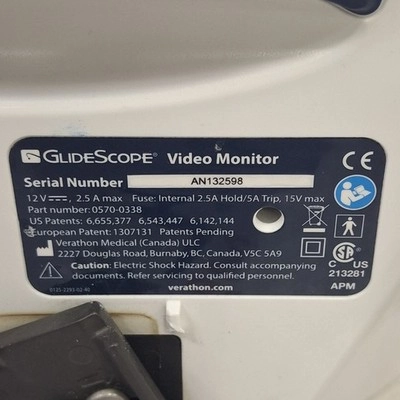 GLIDESCOPE® Video Monitor
CE
Serial Number AN132598
12V⎓, 2.5 A max Fuse: Internal 2.5A Hold/5A Trip, 15V max
Part number: 0570-0338
US Patents: 6,655,377 6,543,447 6,142,144
European Patent: 1307131 Patents Pending
Verathon Medical (Canada) ULC
2227 Douglas Road, Burnaby, BC, Canada, V5C 5A9
Caution: Electric Shock Hazard. Consult accompanying
documents. Refer servicing to qualified personnel.
verathon.com
SA
C US
213281
APM